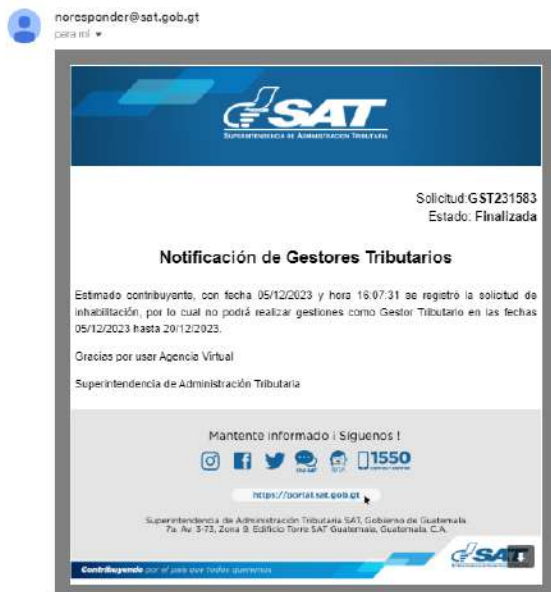 noresponder@sat.gob.gt
para mí
SAT
SUPERINTENDENCIA DE ADMINISTRACIÓN TRIBUTARIA
Solicitud:GST231583
Estado: Finalizada
Notificación de Gestores Tributarios
Estimado contribuyente, con fecha 05/12/2023 y hora 16:07:31 se registró la solicitud de
inhabilitación, por lo cual no podrá realizar gestiones como Gestor Tributario en las fechas
05/12/2023 hasta 20/12/2023.
Gracias por usar Agencia Virtual
Superintendencia de Administración Tributaria
Mantente informado ¡ Síguenos !
1550
https://portal.sat.gob.gt
Superintendencia de Administración Tributaria SAT, Gobierno de Guatemala
7a. Av 3-73, Zona 9. Edificio Torre SAT Guatemala, Guatemala, C.A.
SAT
Contribuyendo por el país que todos queremos